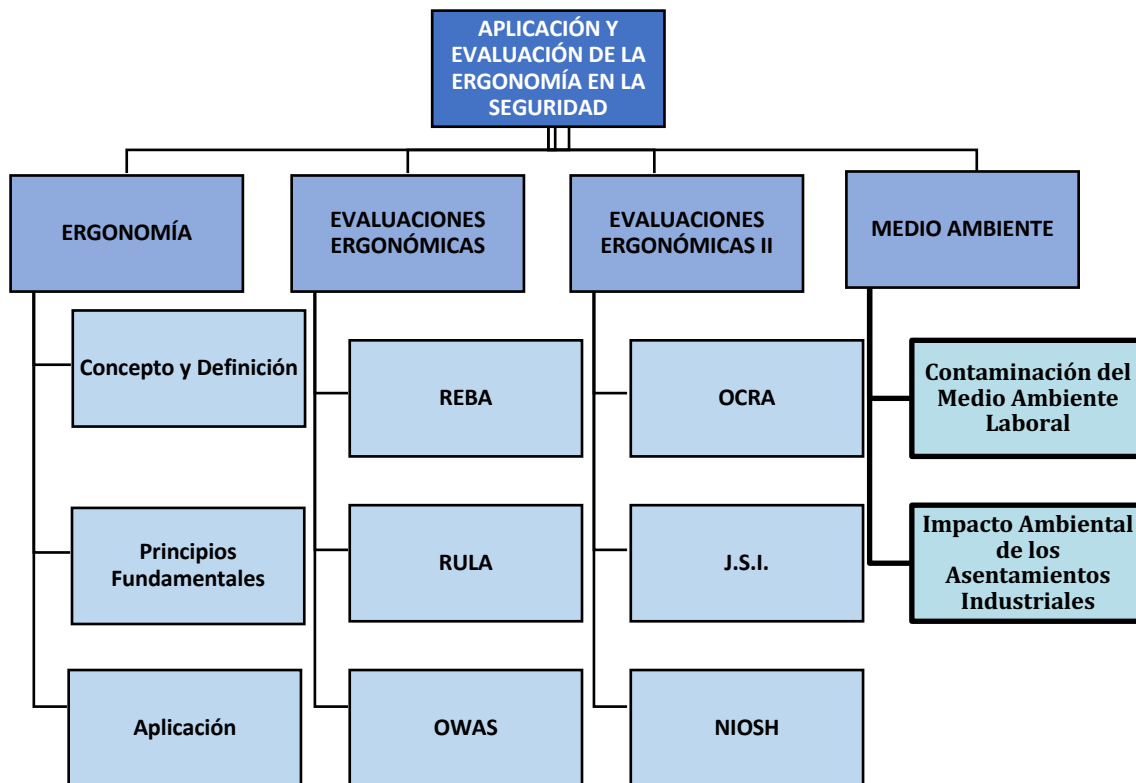 APLICACIÓN Y
EVALUACIÓN DE LA
ERGONOMÍA EN LA
SEGURIDAD
ERGONOMÍA
EVALUACIONES
ERGONÓMICAS
EVALUACIONES
ERGONÓMICAS II
MEDIO AMBIENTE
Concepto y Definición
Principios
Fundamentales
Aplicación
REBA
RULA
OWAS
OCRA
J.S.I.
NIOSH
Contaminación del
Medio Ambiente
Laboral
Impacto Ambiental
de los
Asentamientos
Industriales